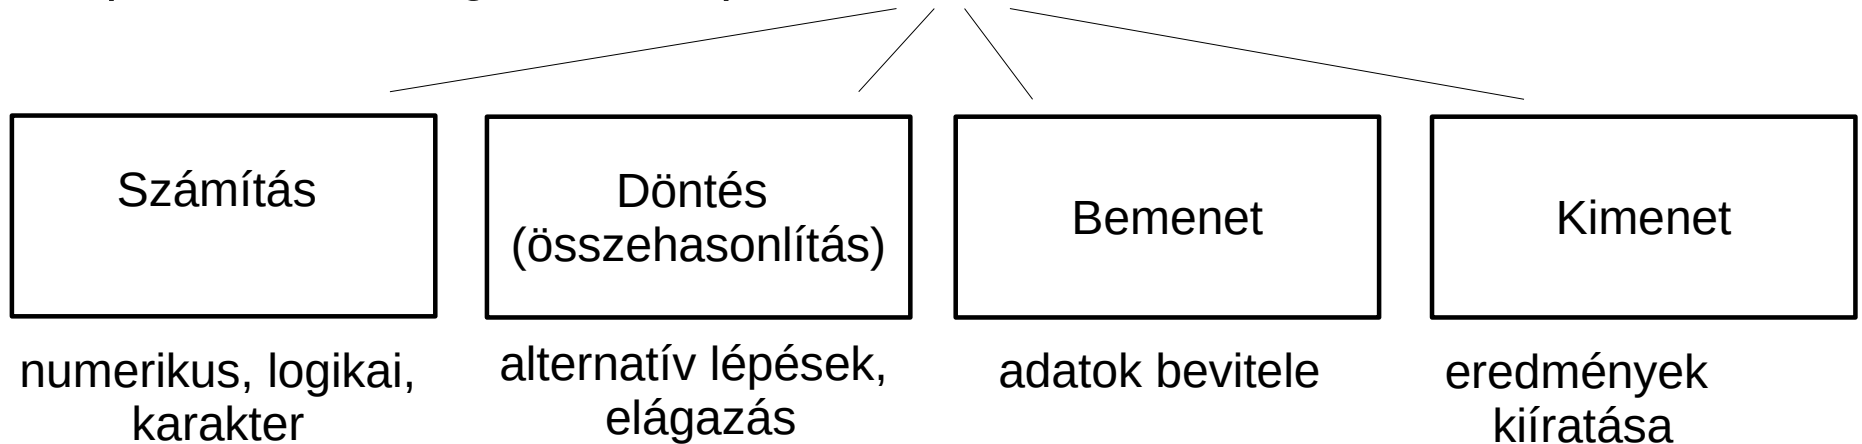 Számítás
Döntés
(összehasonlítás)
Bemenet
Kimenet
numerikus, logikai,
karakter
alternatív lépések,
elágazás
adatok bevitele
eredmények
kiíratása